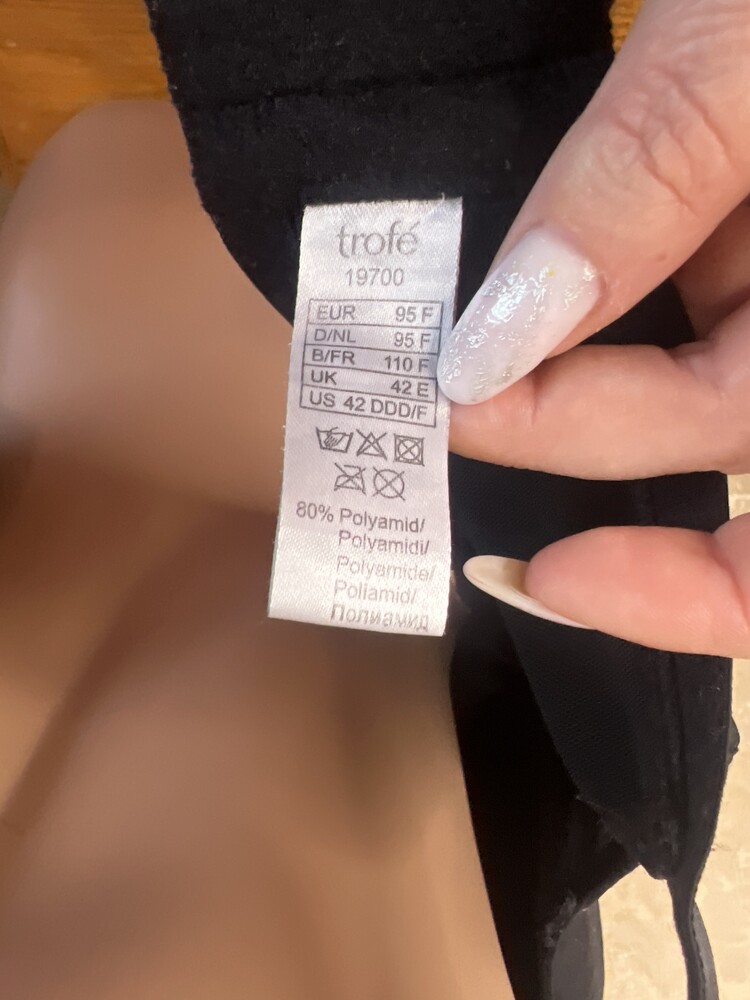 trofé
19700
EUR 95 F
D/NL 95 F
B/FR 110 F
UK 42 E
US 42 DDD/F
80% Polyamid/
Polyamidi/
Polyamide/
Poliamid/
Полиамид